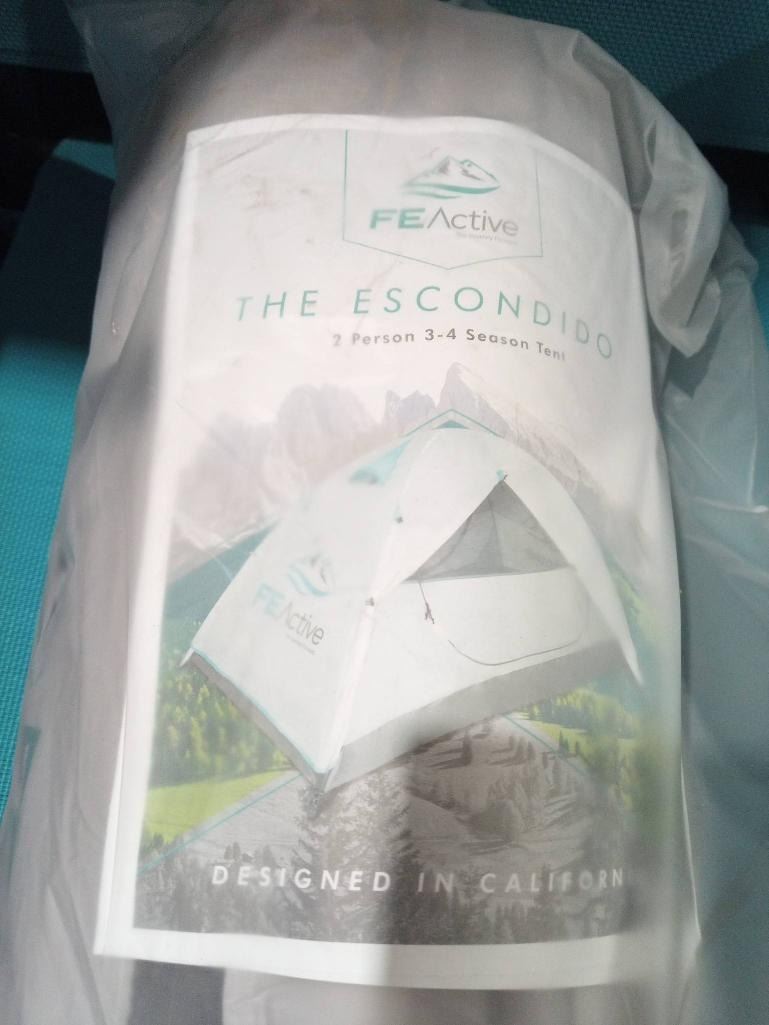 FEActive
THE ESCONDIDO
2 Person 3-4 Season Tent
FEActive
DESIGNED IN CALIFORN